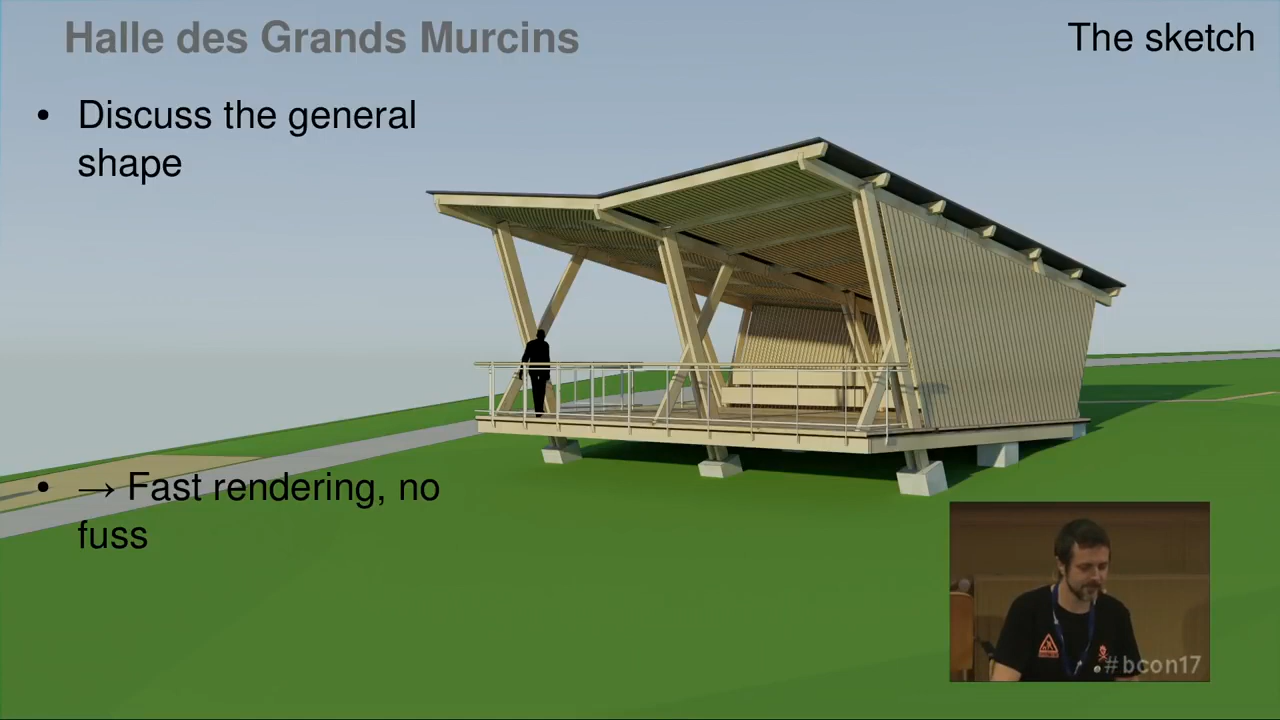 Halle des Grands Murcins
The sketch
• Discuss the general
shape
• → Fast rendering, no
fuss
#bcon17